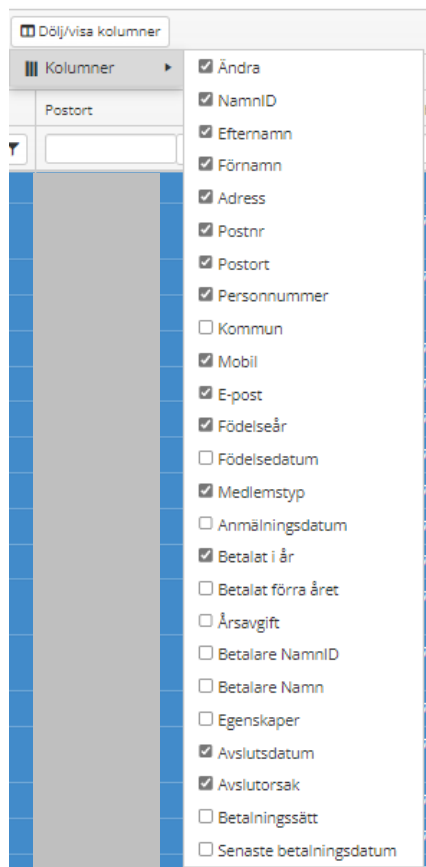 Dölj/visa kolumner
Kolumner
Postort
Ändra
NamnID
Efternamn
Förnamn
Adress
Postnr
Postort
Personnummer
Kommun
Mobil
E-post
Födelseår
Födelsedatum
Medlemstyp
Anmälningsdatum
Betalat i år
Betalat förra året
Årsavgift
Betalare NamnID
Betalare Namn
Egenskaper
Avslutsdatum
Avslutorsak
Betalningssätt
Senaste betalningsdatum